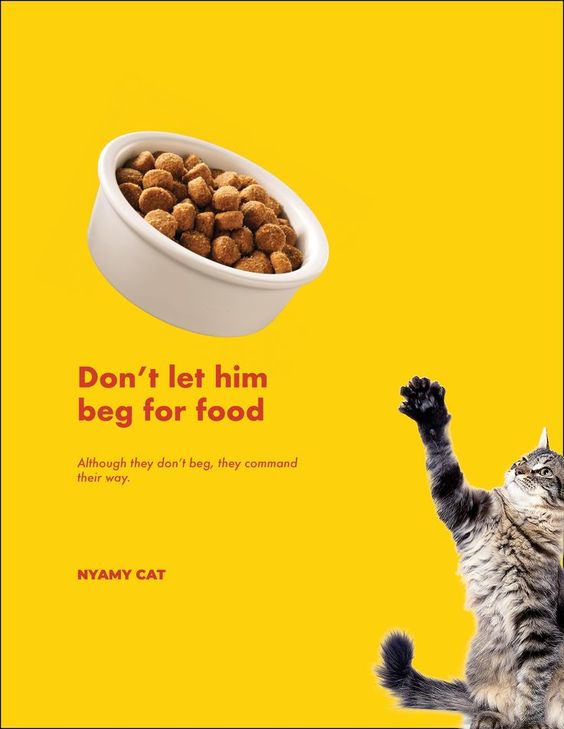 Don’t let him
beg for food
Although they don’t beg, they command
their way.
NYAMY CAT